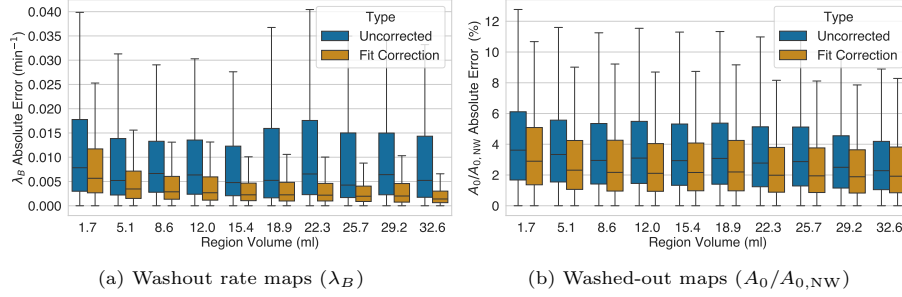 0.040
0.035
0.030
0.025
0.020
0.015
0.010
0.005
0.000
λ_B Absolute Error (min⁻¹)
Type
Uncorrected
Fit Correction
1.7 5.1 8.6 12.0 15.4 18.9 22.3 25.7 29.2 32.6
Region Volume (ml)
(a) Washout rate maps (λ_B)
12
10
8
6
4
2
0
A_0/A_{0,NW} Absolute Error (%)
Type
Uncorrected
Fit Correction
1.7 5.1 8.6 12.0 15.4 18.9 22.3 25.7 29.2 32.6
Region Volume (ml)
(b) Washed-out maps (A_0/A_{0,NW})